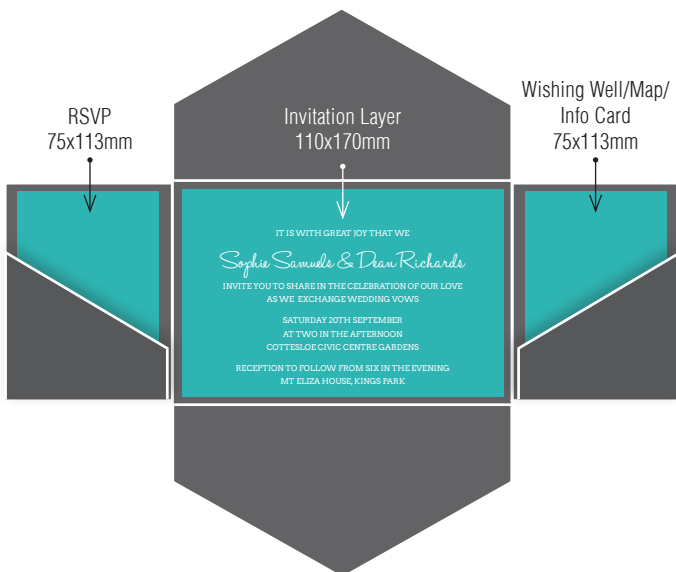 RSVP
75x113mm
Invitation Layer
110x170mm
Wishing Well/Map/
Info Card
75x113mm
IT IS WITH GREAT JOY THAT WE
Sophie Samuels & Dean Richards
INVITE YOU TO SHARE IN THE CELEBRATION OF OUR LOVE
AS WE EXCHANGE WEDDING VOWS
SATURDAY 20TH SEPTEMBER
AT TWO IN THE AFTERNOON
COTTESLOE CIVIC CENTRE GARDENS
RECEPTION TO FOLLOW FROM SIX IN THE EVENING
MT ELIZA HOUSE, KINGS PARK